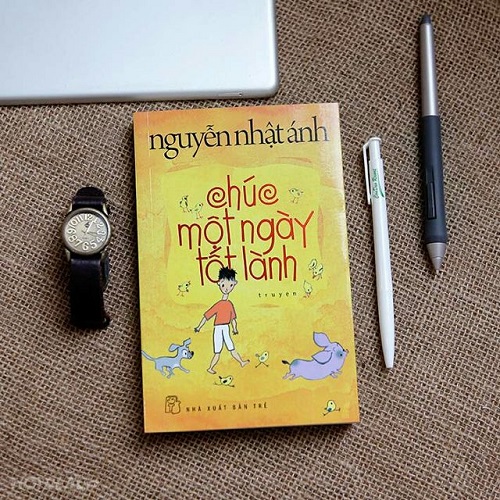 nguyễn nhật ánh
chúc
một ngày
tốt lành
truyện
NHÀ XUẤT BẢN TRẺ